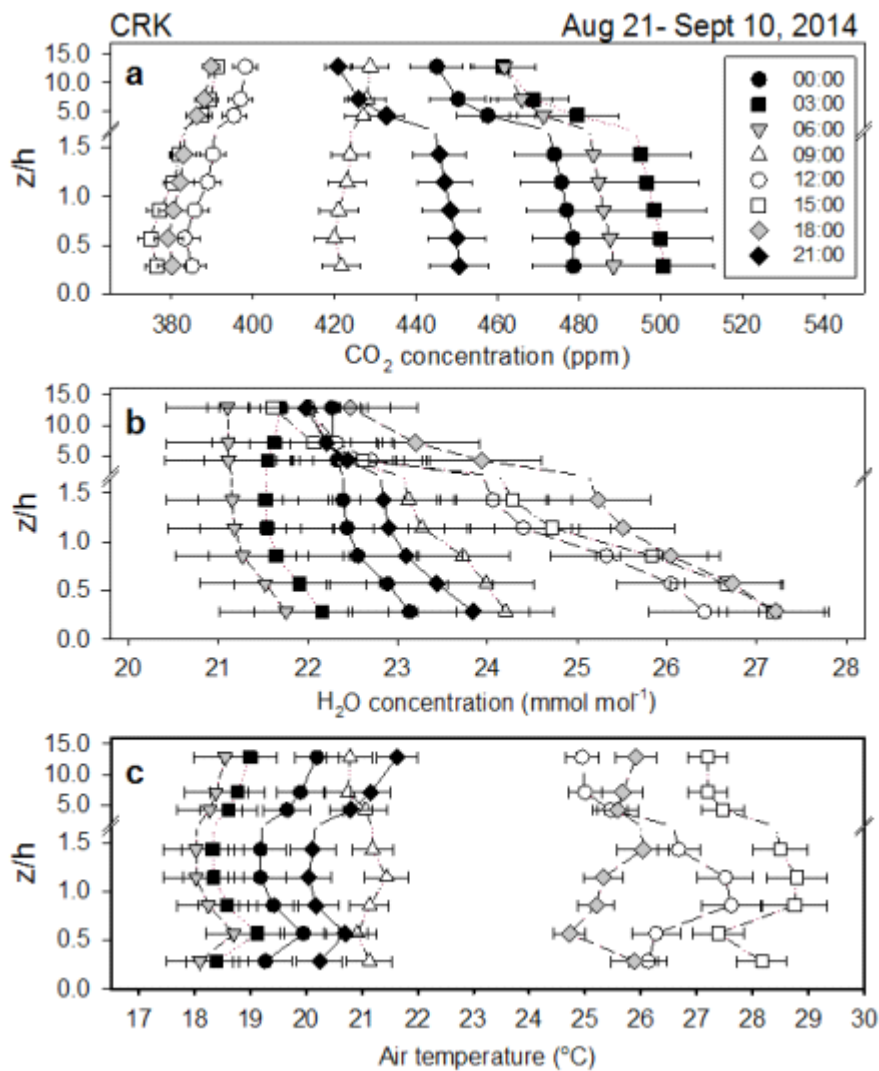 CRK Aug 21- Sept 10, 2014
a
15.0
10.0
5.0
1.5
1.0
0.5
0.0
z/h
00:00
03:00
06:00
09:00
12:00
15:00
18:00
21:00
380 400 420 440 460 480 500 520 540
CO₂ concentration (ppm)
b
15.0
10.0
5.0
1.5
1.0
0.5
0.0
z/h
20 21 22 23 24 25 26 27 28
H₂O concentration (mmol mol⁻¹)
c
15.0
10.0
5.0
1.5
1.0
0.5
0.0
z/h
17 18 19 20 21 22 23 24 25 26 27 28 29 30
Air temperature (°C)